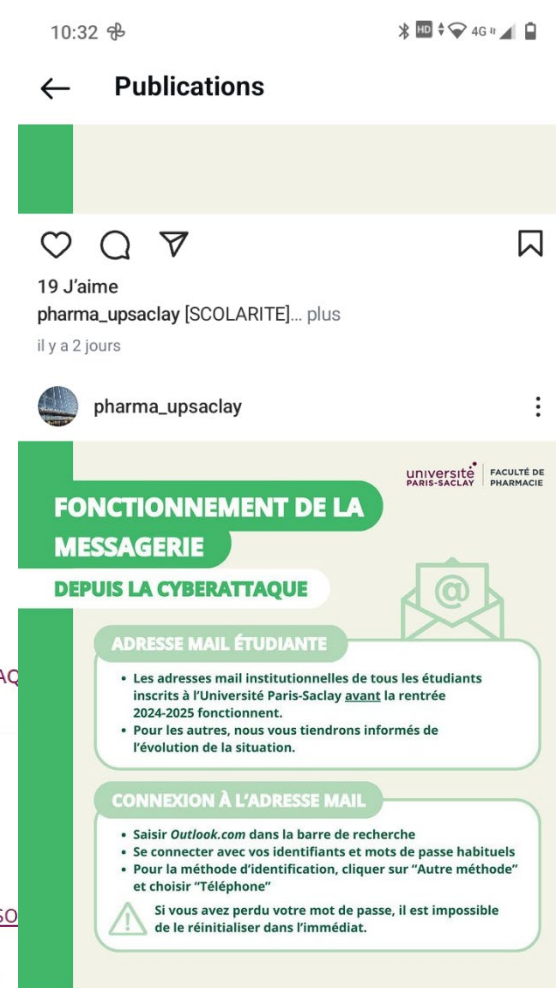 10:32
HD 4G
Publications
19 J'aime
pharma_upsaclay [SCOLARITE]... plus
il y a 2 jours
pharma_upsaclay
université
PARIS-SACLAY
FACULTÉ DE
PHARMACIE
FONCTIONNEMENT DE LA
MESSAGERIE
DEPUIS LA CYBERATTAQUE
@
ADRESSE MAIL ÉTUDIANTE
• Les adresses mail institutionnelles de tous les étudiants
inscrits à l'Université Paris-Saclay avant la rentrée
2024-2025 fonctionnent.
• Pour les autres, nous vous tiendrons informés de
l'évolution de la situation.
AQ
CONNEXION À L'ADRESSE MAIL
• Saisir Outlook.com dans la barre de recherche
• Se connecter avec vos identifiants et mots de passe habituels
• Pour la méthode d'identification, cliquer sur "Autre méthode"
et choisir "Téléphone"
Si vous avez perdu votre mot de passe, il est impossible
de le réinitialiser dans l'immédiat.
SO